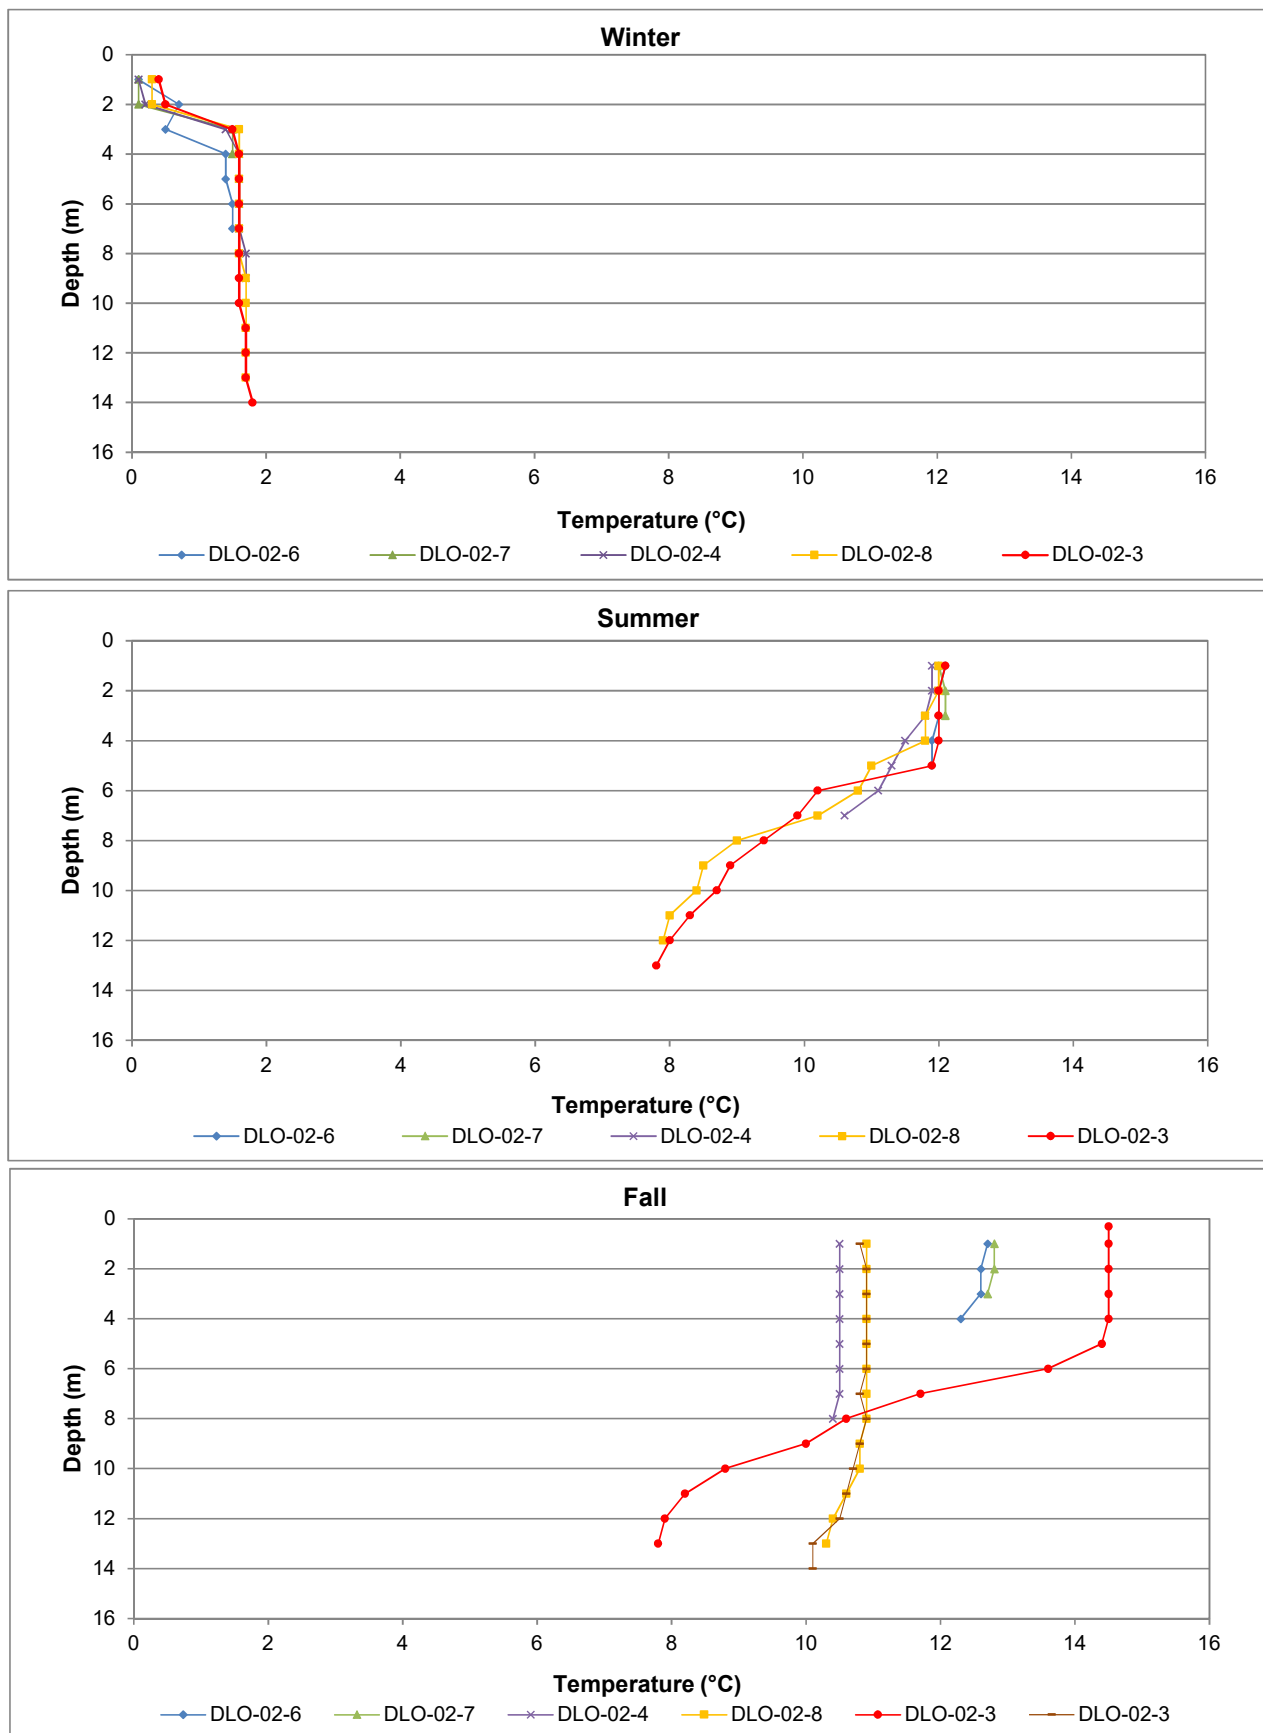 Winter
0
2
4
6
8
10
12
14
16
Depth (m)
0 2 4 6 8 10 12 14 16
Temperature (°C)
DLO-02-6 DLO-02-7 DLO-02-4 DLO-02-8 DLO-02-3
Summer
0
2
4
6
8
10
12
14
16
Depth (m)
0 2 4 6 8 10 12 14 16
Temperature (°C)
DLO-02-6 DLO-02-7 DLO-02-4 DLO-02-8 DLO-02-3
Fall
0
2
4
6
8
10
12
14
16
Depth (m)
0 2 4 6 8 10 12 14 16
Temperature (°C)
DLO-02-6 DLO-02-7 DLO-02-4 DLO-02-8 DLO-02-3 DLO-02-3